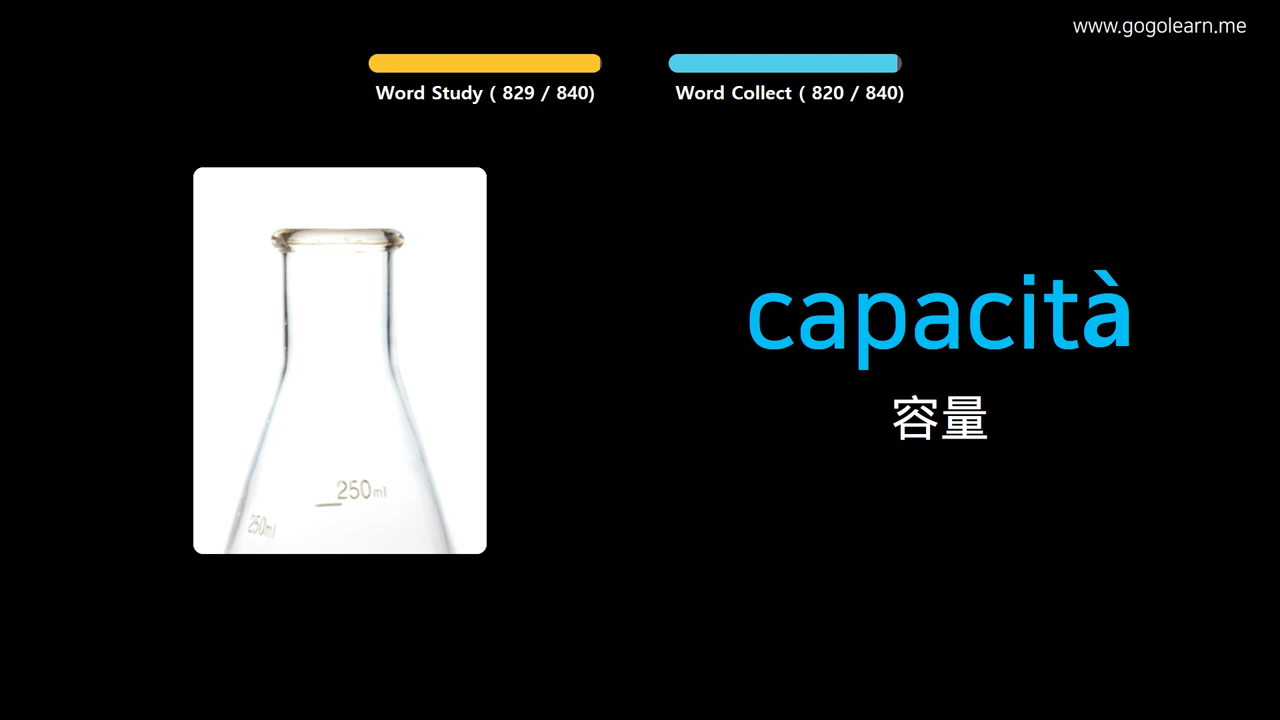 www.gogolearn.me
Word Study ( 829 / 840)
Word Collect ( 820 / 840)
capacità
容量
250ml
250ml